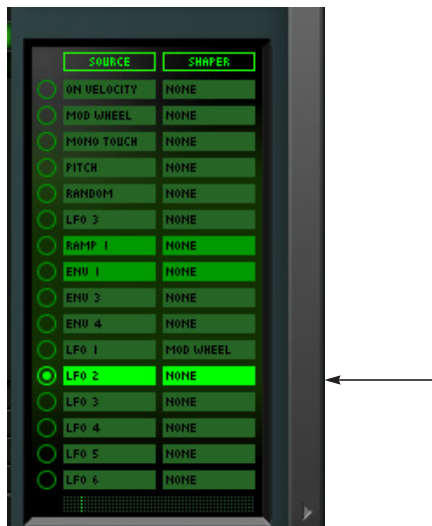 SOURCE SHAPER
ON VELOCITY NONE
MOD WHEEL NONE
MONO TOUCH NONE
PITCH NONE
RANDOM NONE
LFO 3 NONE
RAMP 1 NONE
ENV 1 NONE
ENV 3 NONE
ENV 4 NONE
LFO 1 MOD WHEEL
LFO 2 NONE
LFO 3 NONE
LFO 4 NONE
LFO 5 NONE
LFO 6 NONE